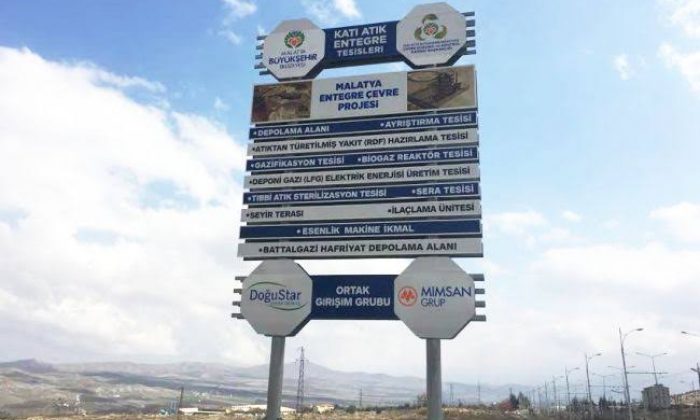 KATI ATIK
ENTEGRE
TESİSLERİ
MALATYA
BÜYÜKŞEHİR
BELEDİYESİ
MALATYA
ENTEGRE ÇEVRE
PROJESİ
•DEPOLAMA ALANI •AYRIŞTIRMA TESİSİ
•ATIKTAN TÜRETİLMİŞ YAKIT (RDF) HAZIRLAMA TESİSİ
•GAZİFİKASYON TESİSİ •BİOGAZ REAKTÖR TESİSİ
•DEPONİ GAZI (LFG) ELEKTRİK ENERJİSİ ÜRETİM TESİSİ
•TIBBİ ATIK STERİLİZASYON TESİSİ •SERA TESİSİ
•SEYİR TERASI •İLAÇLAMA ÜNİTESİ
•ESENLİK MAKİNE İKMAL
•BATTALGAZİ HAFRİYAT DEPOLAMA ALANI
DoğuStar
ORTAK
GİRİŞİM GRUBU
MİMSAN
GRUP